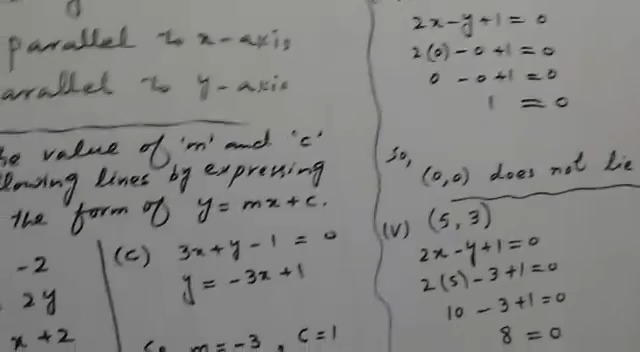 parallel to x-axis
arallel to y-axis
he value of 'm' and 'c'
llowing lines by expressing
the form of y = mx + c.
-2
2y
x + 2
(c) 3x + y - 1 = 0
y = -3x + 1
So m = -3, c = 1
2x - y + 1 = 0
2(0) - 0 + 1 = 0
0 - 0 + 1 = 0
1 = 0
So,
(0,0) does not lie
(V) (5, 3)
2x - y + 1 = 0
2(5) - 3 + 1 = 0
10 - 3 + 1 = 0
8 = 0